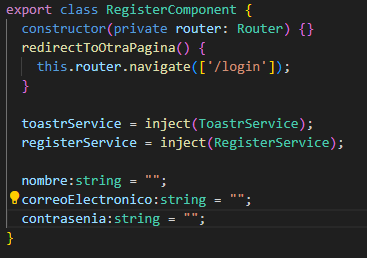 export class RegisterComponent {
  constructor(private router: Router) {}
  redirectToOtraPagina() {
    this.router.navigate(['/login']);
  }

  toastrService = inject(ToastrService);
  registerService = inject(RegisterService);

  nombre:string = "";
  correoElectronico:string = "";
  contrasenia:string = "";
}